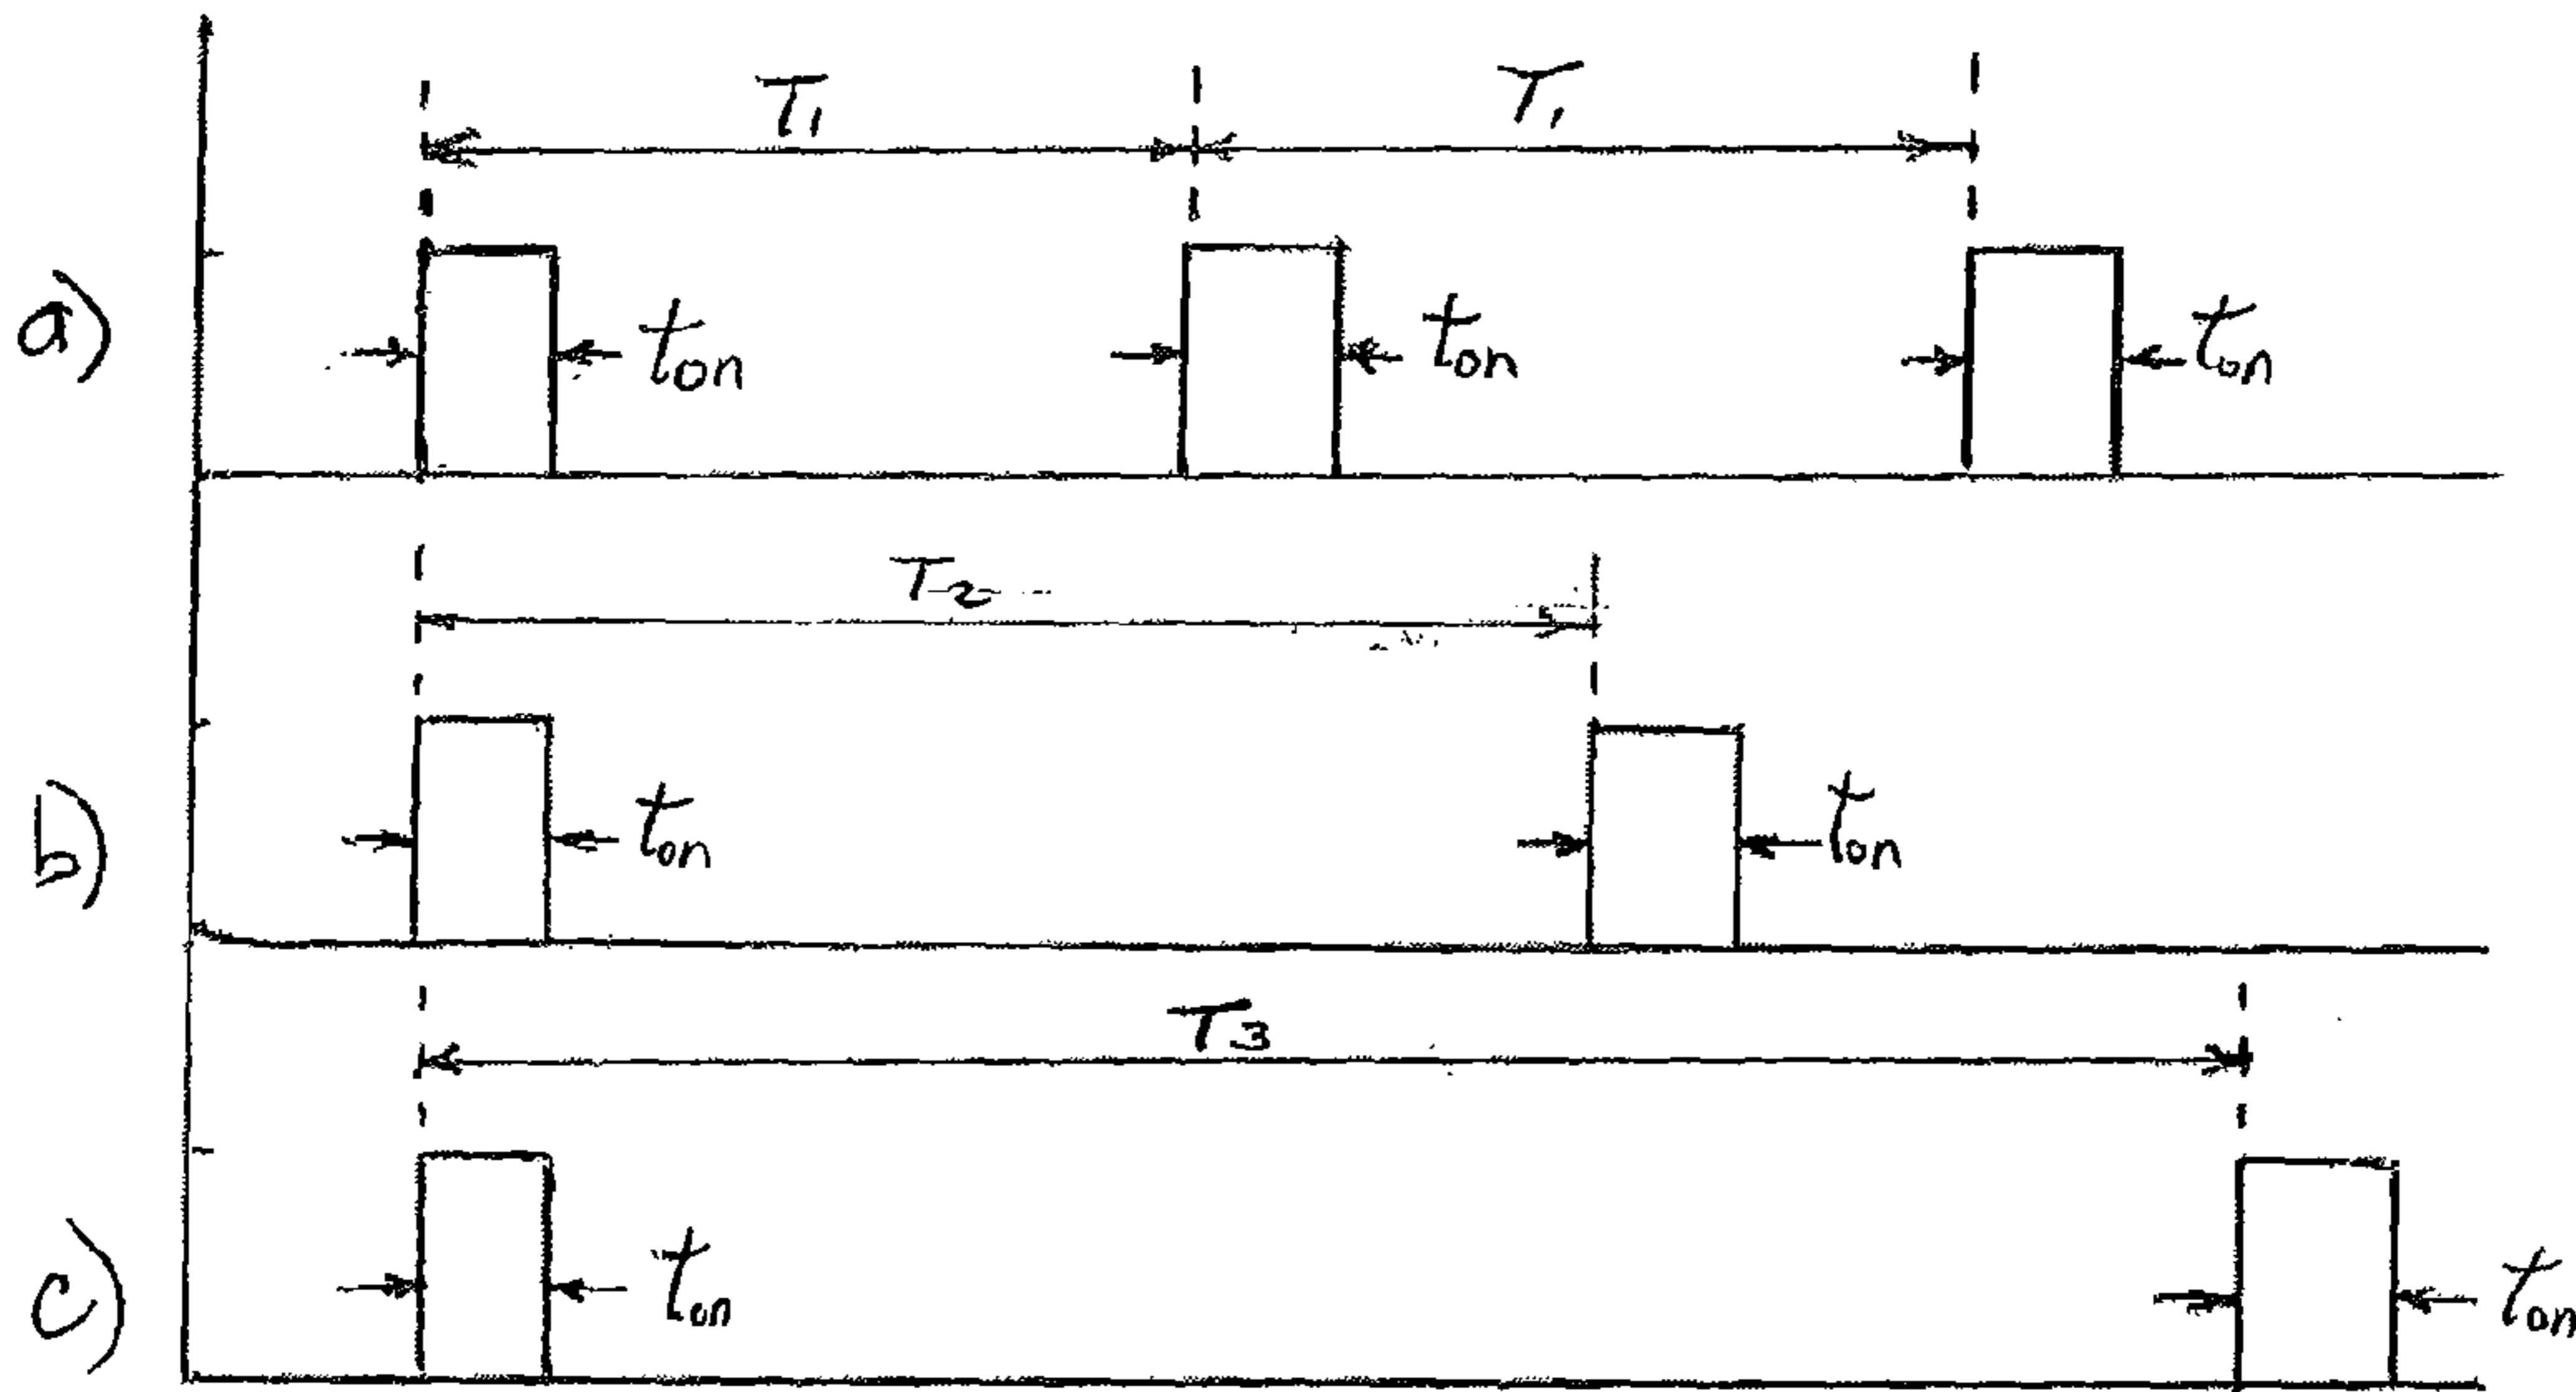 T₁ T₁
a) tₒₙ tₒₙ tₒₙ
T₂
b) tₒₙ tₒₙ
T₃
c) tₒₙ tₒₙ